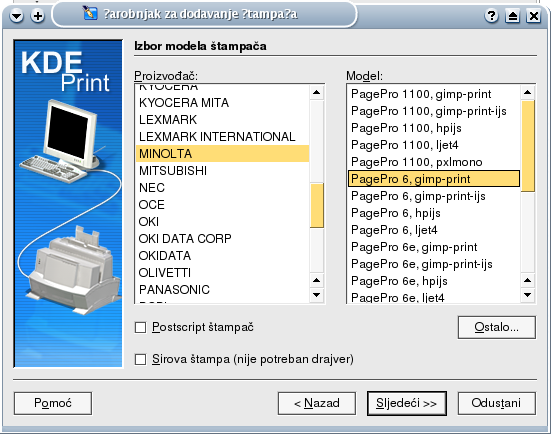 ?arobnjak za dodavanje ?tampa?a
KDE
Print
Izbor modela štampača
Proizvođač:
KYOCERA
KYOCERA MITA
LEXMARK
LEXMARK INTERNATIONAL
MINOLTA
MITSUBISHI
NEC
OCE
OKI
OKI DATA CORP
OKIDATA
OLIVETTI
PANASONIC
Model:
PagePro 1100, gimp-print
PagePro 1100, gimp-print-ijs
PagePro 1100, hpijs
PagePro 1100, ljet4
PagePro 1100, pxlmono
PagePro 6, gimp-print
PagePro 6, gimp-print-ijs
PagePro 6, hpijs
PagePro 6, ljet4
PagePro 6e, gimp-print
PagePro 6e, gimp-print-ijs
PagePro 6e, hpijs
PagePro 6e, ljet4
Postscript štampač
Ostalo...
Sirova štampa (nije potreban drajver)
Pomoć
< Nazad
Sljedeći >>
Odustani